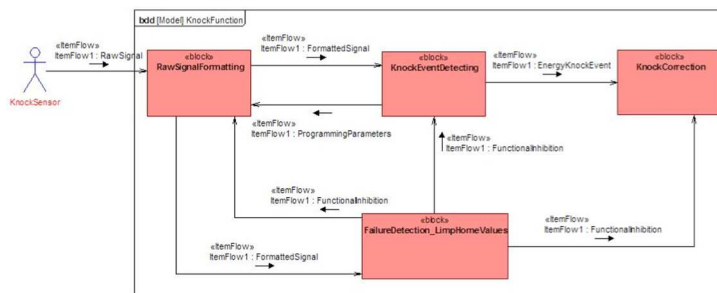 bdd [Model] KnockFunction
«ItemFlow»
ItemFlow1 : RawSignal
KnockSensor
«block»
RawSignalFormatting
«ItemFlow»
ItemFlow1 : FormattedSignal
«block»
KnockEventDetecting
«ItemFlow»
ItemFlow1 : EnergyKnockEvent
«block»
KnockCorrection
«ItemFlow»
ItemFlow1 : ProgrammingParameters
«ItemFlow»
ItemFlow1 : FunctionalInhibition
«ItemFlow»
ItemFlow1 : FunctionalInhibition
«block»
FailureDetection_LimpHomeValues
«ItemFlow»
ItemFlow1 : FunctionalInhibition
«ItemFlow»
ItemFlow1 : FormattedSignal